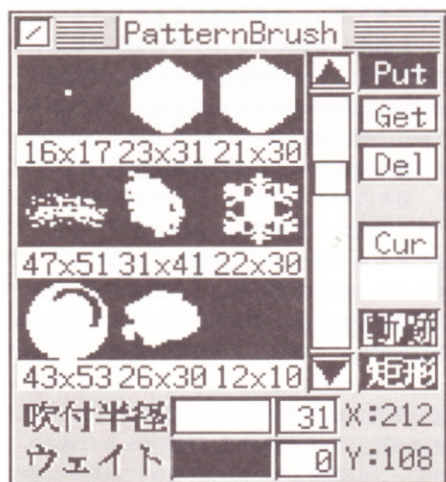 PatternBrush
Put
Get
16x17 23x31 21x30
Del
47x51 31x41 22x30
Cur
43x53 26x30 12x10
矩形
吹付半径 31 X:212
ウェイト 0 Y:108